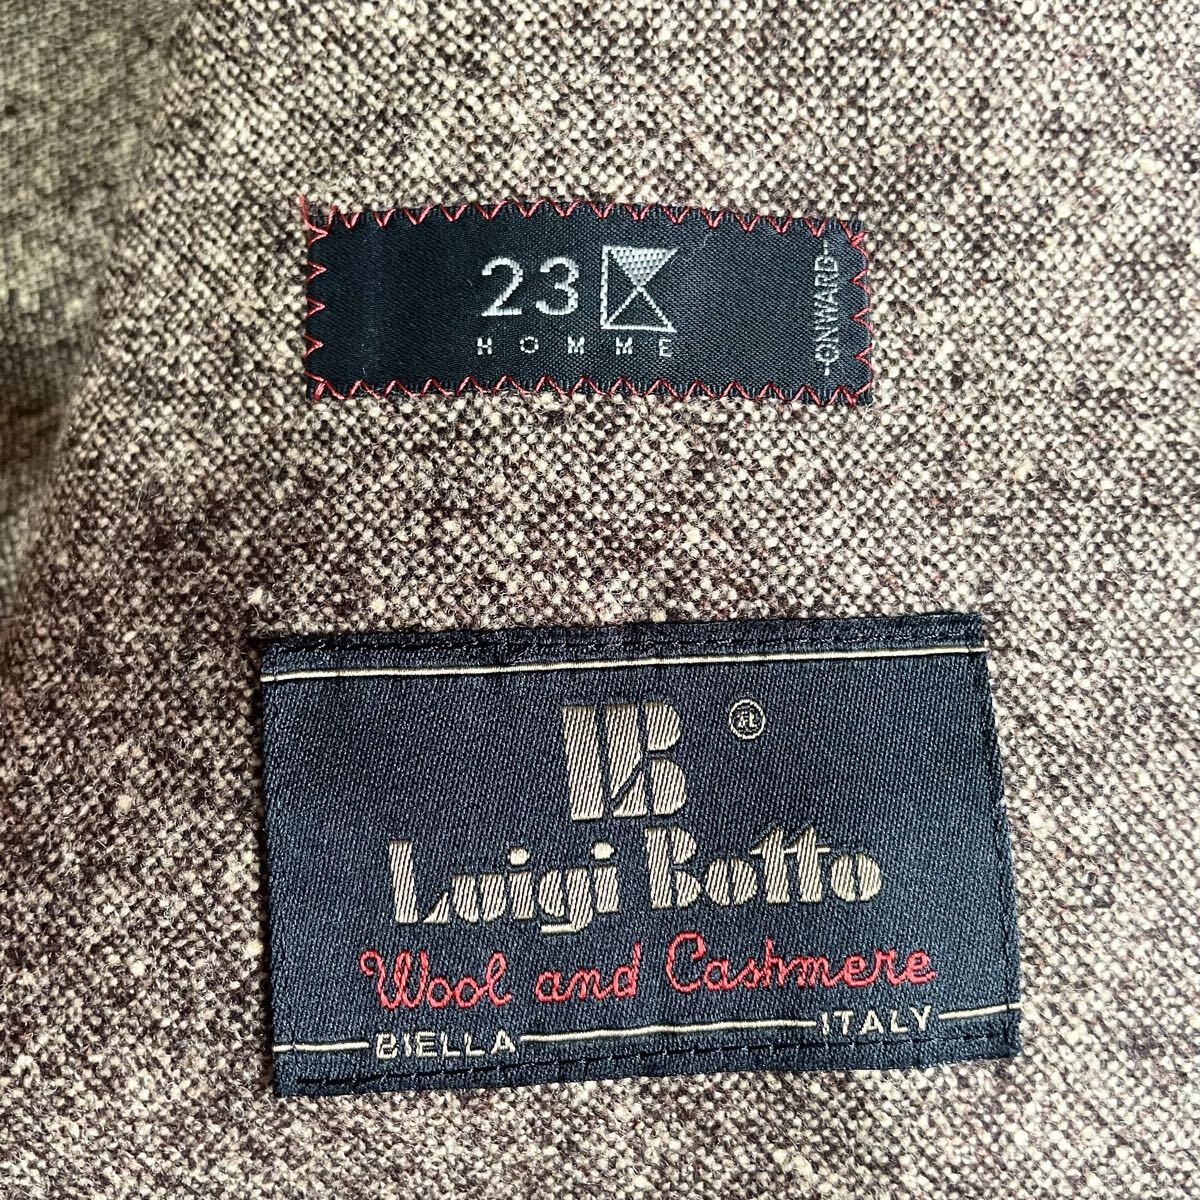 23
HOMME
ONWARD
LB ®
Luigi Botto
Wool and Cashmere
BIELLA ITALY